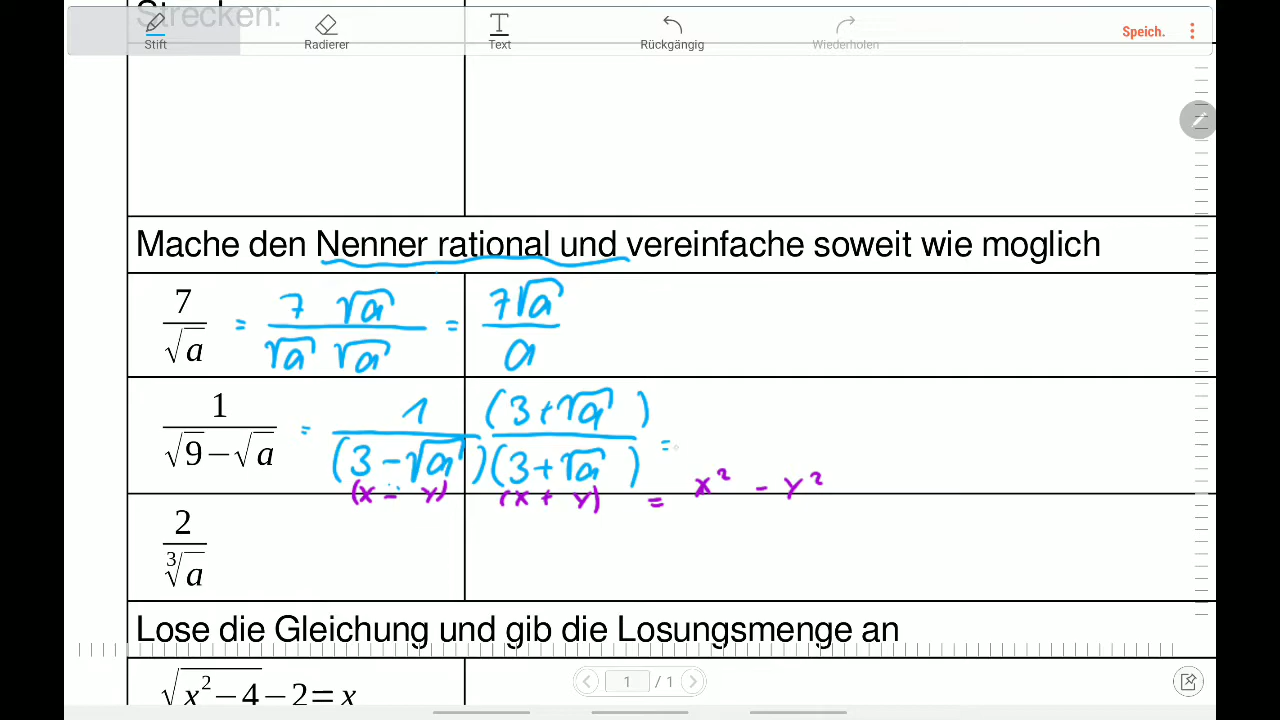 Strecken:
Stift Radierer Text Rückgängig Wiederholen Speich.
Mache den Nenner rational und vereinfache soweit wie moglich
7/√a = 7 √a / √a √a = 7√a / a
1/(√9−√a) = 1 (3+√a) / (3−√a)(3+√a) =
(x − y) (x + y) = x² − y²
2/∛a
Lose die Gleichung und gib die Losungsmenge an
√(x²−4)−2=x
1 / 1